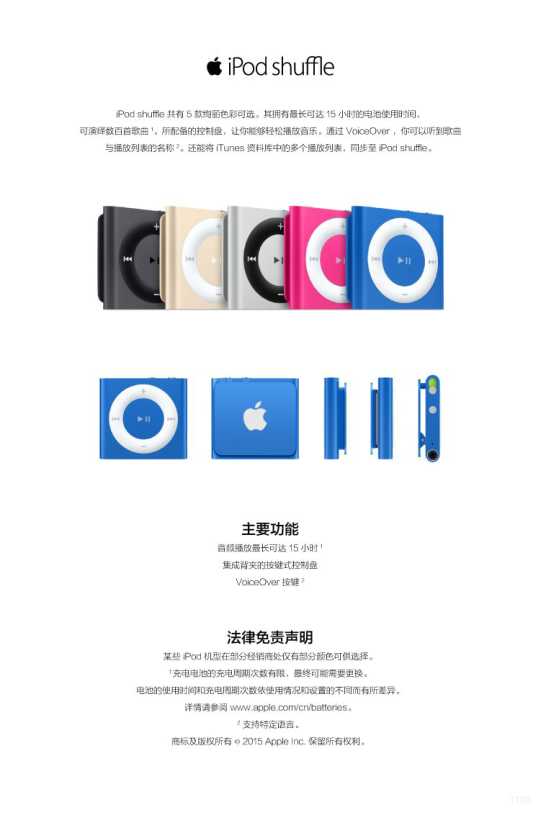 iPod shuffle
iPod shuffle 共有 5 款绚丽色彩可选。其拥有最长可达 15 小时的电池使用时间、
可演绎数百首歌曲 1。所配备的控制盘，让你能够轻松播放音乐。通过 VoiceOver ，你可以听到歌曲
与播放列表的名称 2。还能将 iTunes 资料库中的多个播放列表、同步至 iPod shuffle。
主要功能
音频播放最长可达 15 小时 1
集成背夹的按键式控制盘
VoiceOver 按键 2
法律免责声明
某些 iPod 机型在部分经销商处仅有部分颜色可供选择。
1充电电池的充电周期次数有限、最终可能需要更换。
电池的使用时间和充电周期次数依使用情况和设置的不同而有所差异。
详情请参阅 www.apple.com/cn/batteries。
2 支持特定语言。
商标及版权所有 © 2015 Apple Inc. 保留所有权利。